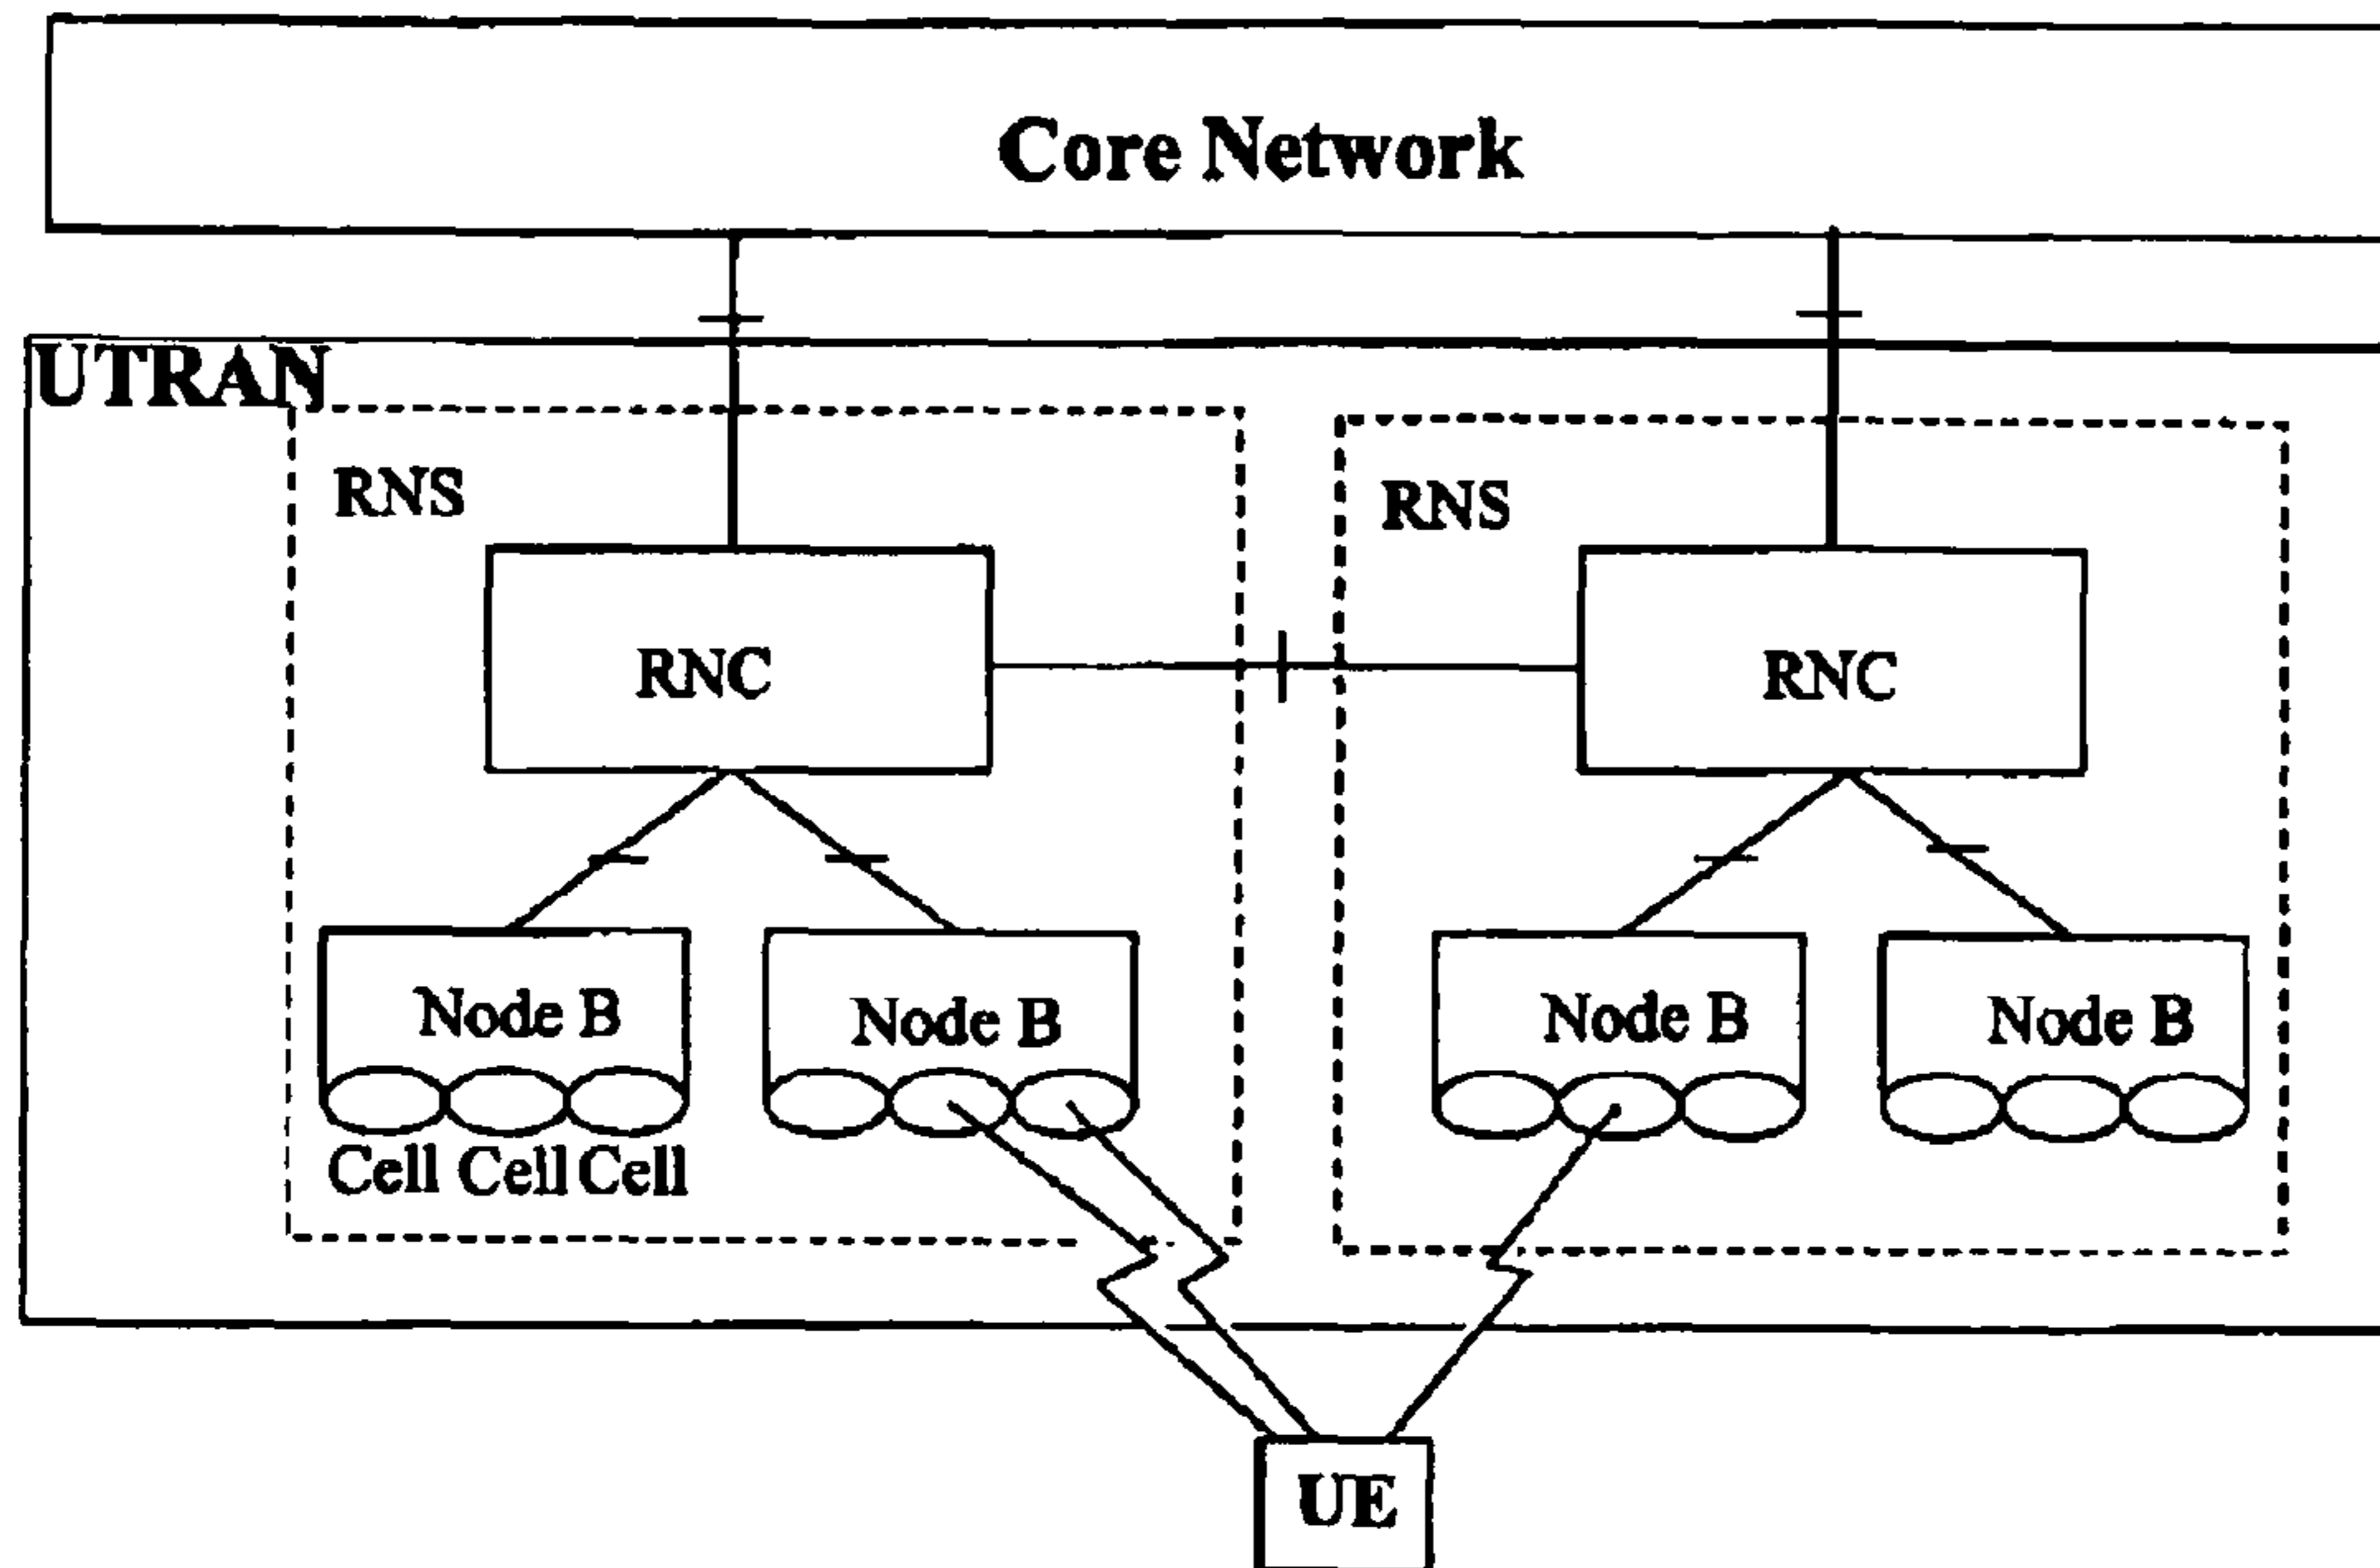 Core Network
UTRAN
RNS
RNS
RNC
RNC
Node B
Node B
Node B
Node B
Cell Cell Cell
UE